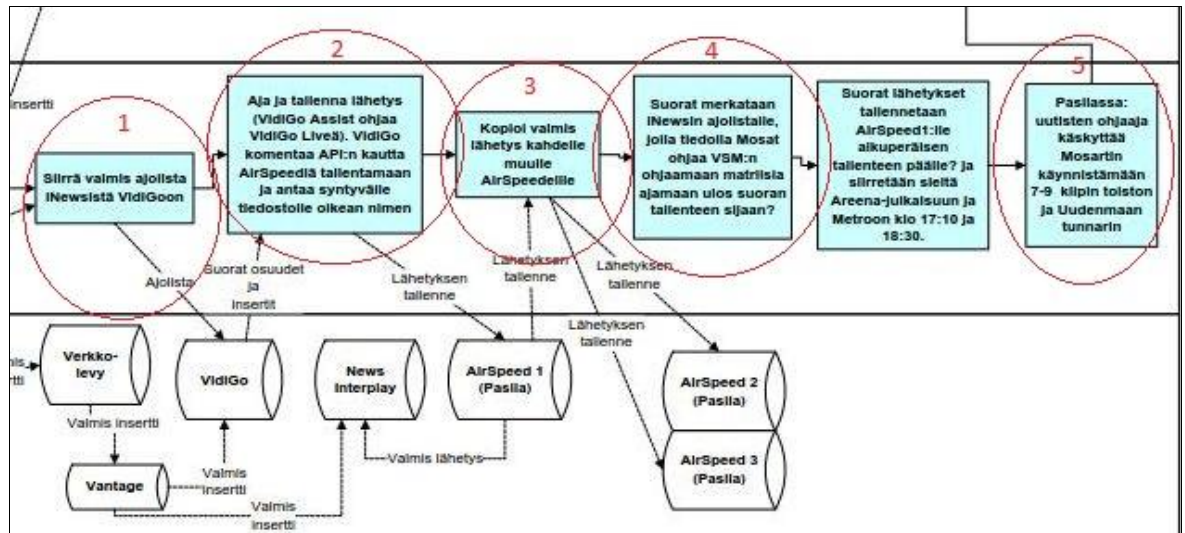 insertti
1
Siirrä valmis ajolista
iNewsistä VidiGoon
2
Aja ja tallenna lähetys
(VidiGo Assist ohjaa
VidiGo Liveä). VidiGo
komentaa API:n kautta
AirSpeediä tallentamaan
ja antaa syntyvälle
tiedostolle oikean nimen
3
Kopioi valmis
lähetys kahdelle
muulle
AirSpeedeille
4
Suorat merkataan
iNewsin ajolistalle,
jolla tiedolla Mosat
ohjaa VSM:n
ohjaamaan matriisia
ajamaan ulos suoran
tallenteen sijaan?
Suorat lähetykset
tallennetaan
AirSpeed1:lle
alkuperäisen
tallenteen päälle? ja
siirretään sieltä
Areena-julkaisuun ja
Metroon klo 17:10 ja
18:30.
5
Pasilassa:
uutisten ohjaaja
käskyttää
Mosartin
käynnistämään
7-9 klipin toiston
ja Uudenmaan
tunnarin
Ajolista
Suorat osuudet
ja
insertit
Lähetyksen
tallenne
Lähetyksen
tallenne
Lähetyksen
tallenne
Lähetyksen
tallenne
Verkko-
levy
VidiGo
News
Interplay
AirSpeed 1
(Pasila)
AirSpeed 2
(Pasila)
AirSpeed 3
(Pasila)
Valmis insertti
Vantage
Valmis
insertti
Valmis
insertti
Valmis lähetys